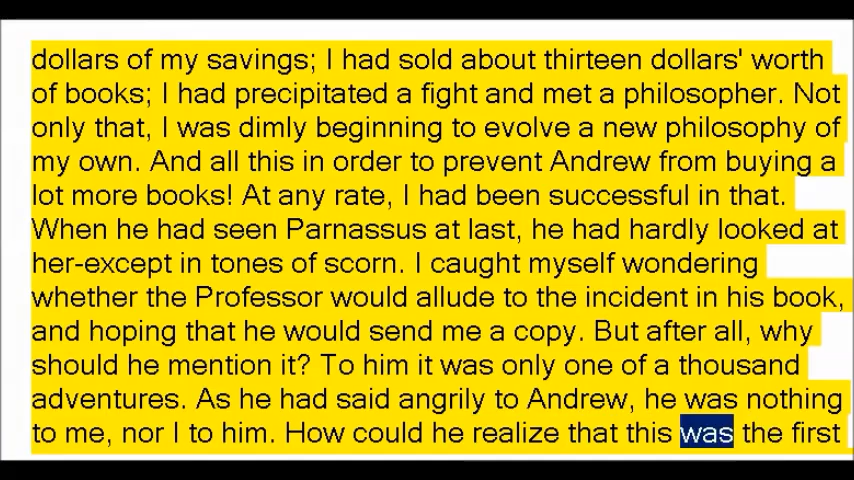 dollars of my savings; I had sold about thirteen dollars' worth
of books; I had precipitated a fight and met a philosopher. Not
only that, I was dimly beginning to evolve a new philosophy of
my own. And all this in order to prevent Andrew from buying a
lot more books! At any rate, I had been successful in that.
When he had seen Parnassus at last, he had hardly looked at
her-except in tones of scorn. I caught myself wondering
whether the Professor would allude to the incident in his book,
and hoping that he would send me a copy. But after all, why
should he mention it? To him it was only one of a thousand
adventures. As he had said angrily to Andrew, he was nothing
to me, nor I to him. How could he realize that this was the first